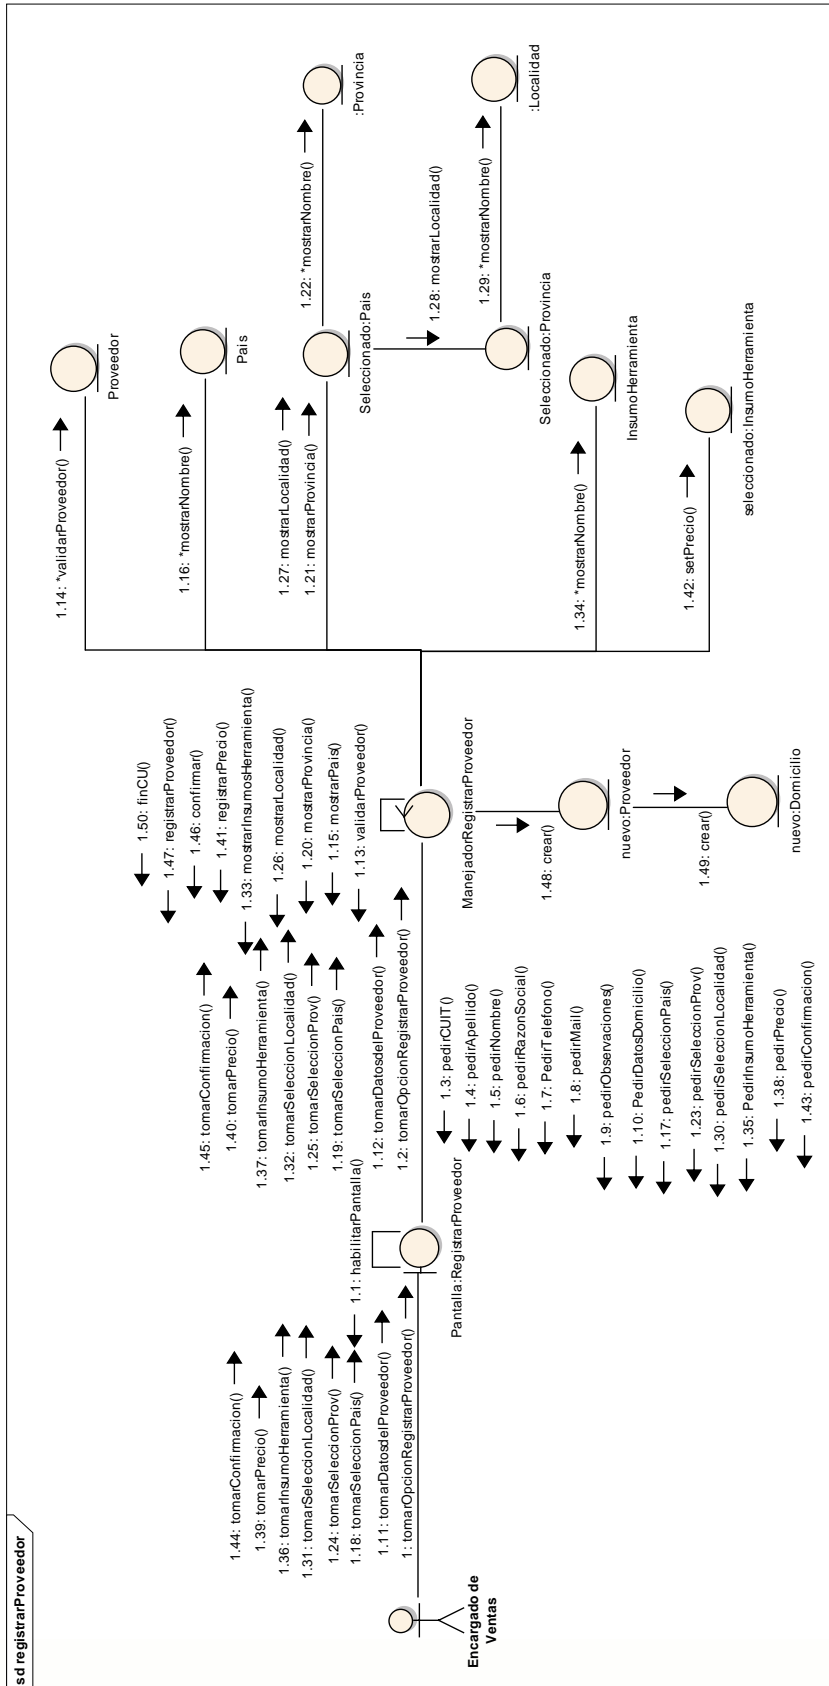 sd registrarProveedor
Encargado de
Ventas
1.44: tomarConfirmacion()
1.39: tomarPrecio()
1.36: tomarInsumoHerramienta()
1.31: tomarSeleccionLocalidad()
1.24: tomarSeleccionProv()
1.18: tomarSeleccionPais()
1.1: habilitarPantalla()
1.11: tomarDatosdelProveedor()
1: tomarOpcionRegistrarProveedor()
Pantalla:RegistrarProveedor
1.45: tomarConfirmacion()
1.40: tomarPrecio()
1.37: tomarInsumoHerramienta()
1.32: tomarSeleccionLocalidad()
1.25: tomarSeleccionProv()
1.19: tomarSeleccionPais()
1.12: tomarDatosdelProveedor()
1.2: tomarOpcionRegistrarProveedor()
1.3: pedirCUIT()
1.4: pedirApellido()
1.5: pedirNombre()
1.6: pedirRazonSocial()
1.7: PedirTelefono()
1.8: pedirMail()
1.9: pedirObservaciones()
1.10: PedirDatosDomicilio()
1.17: pedirSeleccionPais()
1.23: pedirSeleccionProv()
1.30: pedirSeleccionLocalidad()
1.35: PedirInsumoHerramienta()
1.38: pedirPrecio()
1.43: pedirConfirmacion()
1.50: finCU()
1.47: registrarProveedor()
1.46: confirmar()
1.41: registrarPrecio()
1.33: mostrarInsumosHerramienta()
1.26: mostrarLocalidad()
1.20: mostrarProvincia()
1.15: mostrarPais()
1.13: validarProveedor()
ManejadorRegistrarProveedor
1.48: crear()
nuevo:Proveedor
1.49: crear()
nuevo:Domicilio
1.14: *validarProveedor()
Proveedor
1.16: *mostrarNombre()
Pais
1.27: mostrarLocalidad()
1.21: mostrarProvincia()
Seleccionado:Pais
1.22: *mostrarNombre()
:Provincia
1.28: mostrarLocalidad()
Seleccionado:Provincia
1.29: *mostrarNombre()
:Localidad
1.34: *mostrarNombre()
InsumoHerramienta
1.42: setPrecio()
seleccionado:InsumoHerramienta